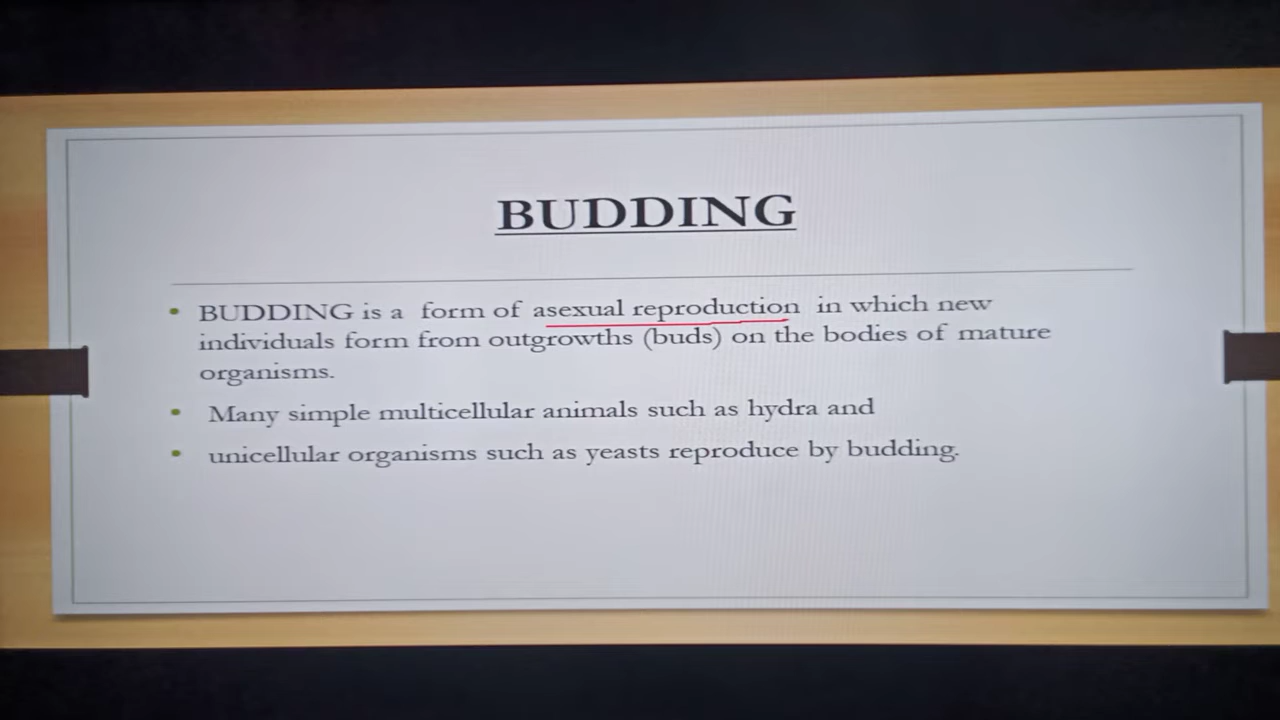 BUDDING
• BUDDING is a form of asexual reproduction in which new
individuals form from outgrowths (buds) on the bodies of mature
organisms.
• Many simple multicellular animals such as hydra and
• unicellular organisms such as yeasts reproduce by budding.